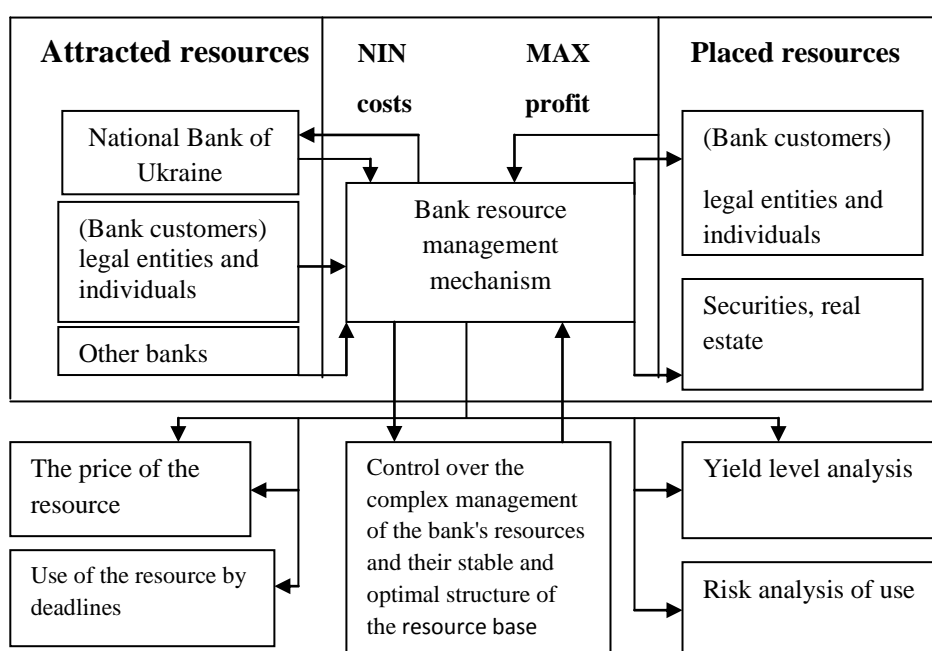 Attracted resources
NIN
costs
MAX
profit
Placed resources
National Bank of
Ukraine
(Bank customers)
legal entities and
individuals
Other banks
Bank resource
management
mechanism
(Bank customers)
legal entities and
individuals
Securities, real
estate
The price of the
resource
Use of the resource by
deadlines
Control over the
complex management
of the bank's resources
and their stable and
optimal structure of
the resource base
Yield level analysis
Risk analysis of use